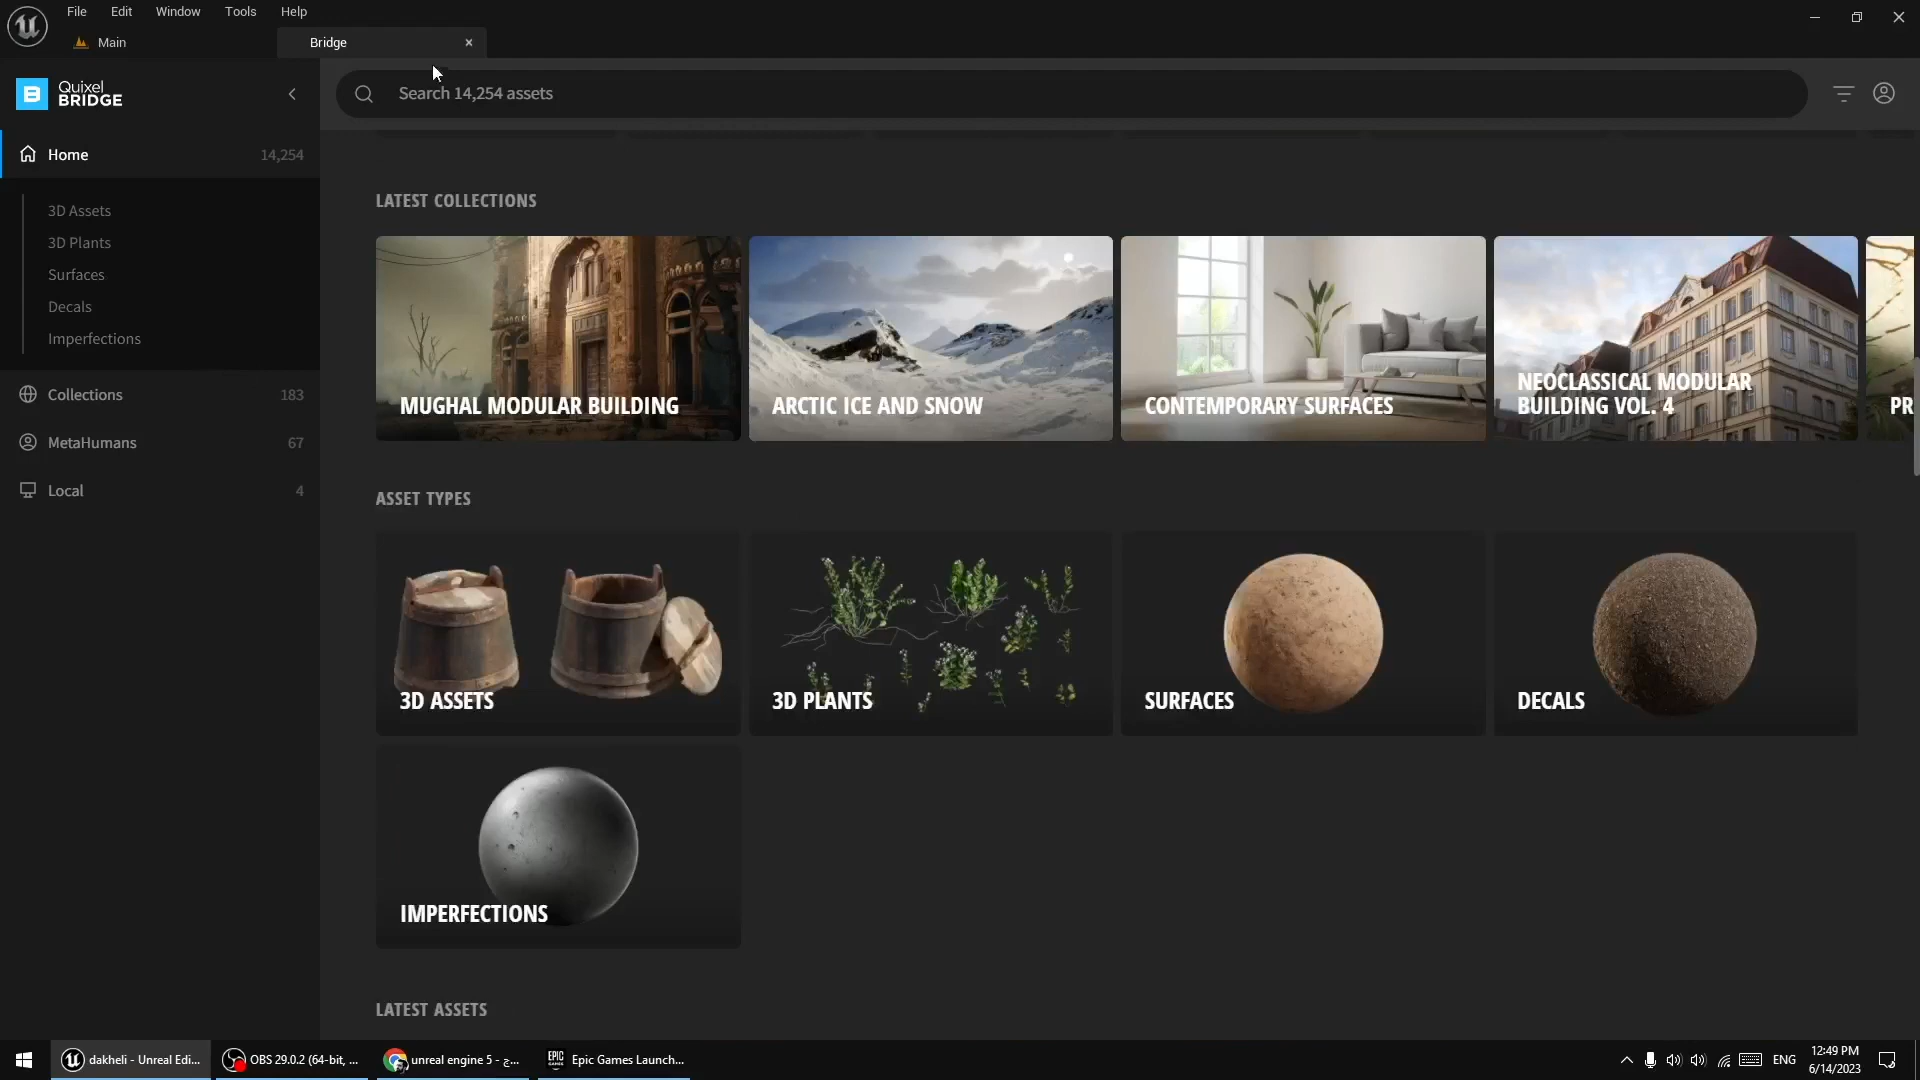 File Edit Window Tools Help
Main
Bridge
Quixel
BRIDGE
Search 14,254 assets
Home 14,254
3D Assets
3D Plants
Surfaces
Decals
Imperfections
Collections 183
MetaHumans 67
Local 4
LATEST COLLECTIONS
MUGHAL MODULAR BUILDING
ARCTIC ICE AND SNOW
CONTEMPORARY SURFACES
NEOCLASSICAL MODULAR
BUILDING VOL. 4
PR
ASSET TYPES
3D ASSETS
3D PLANTS
SURFACES
DECALS
IMPERFECTIONS
LATEST ASSETS
dakheli - Unreal Edi...
OBS 29.0.2 (64-bit, ...
unreal engine 5 - ج...
EPIC
GAMES
Epic Games Launch...
ENG
12:49 PM
6/14/2023